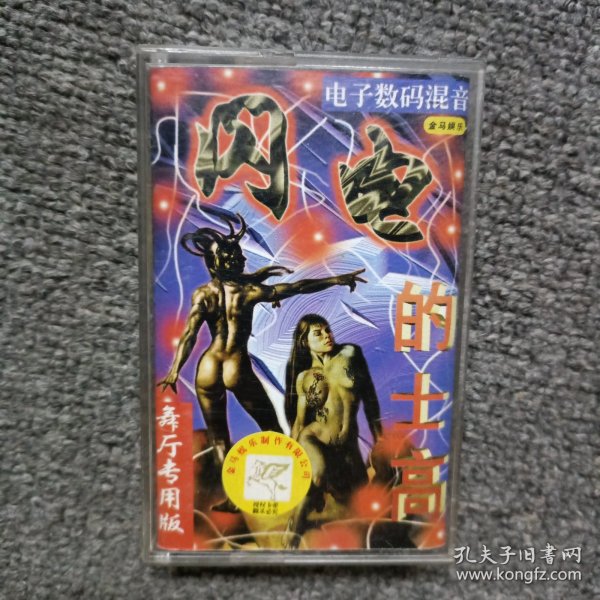 电子数码混音
金马娱乐
闪电
的士高
舞厅专用版
金马娱乐制作有限公司
孔夫子旧书网
www.kongfz.com